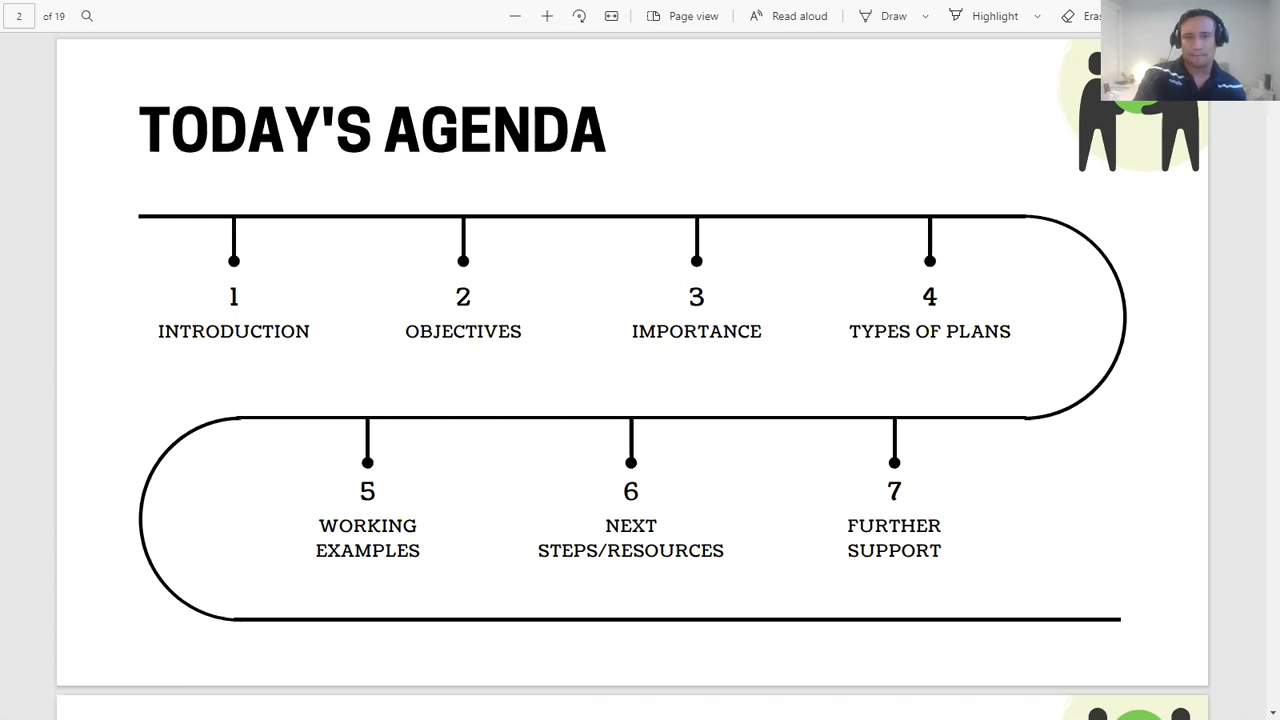 2 of 19 Page view Read aloud Draw Highlight
TODAY'S AGENDA
1 2 3 4
INTRODUCTION OBJECTIVES IMPORTANCE TYPES OF PLANS
5 6 7
WORKING NEXT FURTHER
EXAMPLES STEPS/RESOURCES SUPPORT